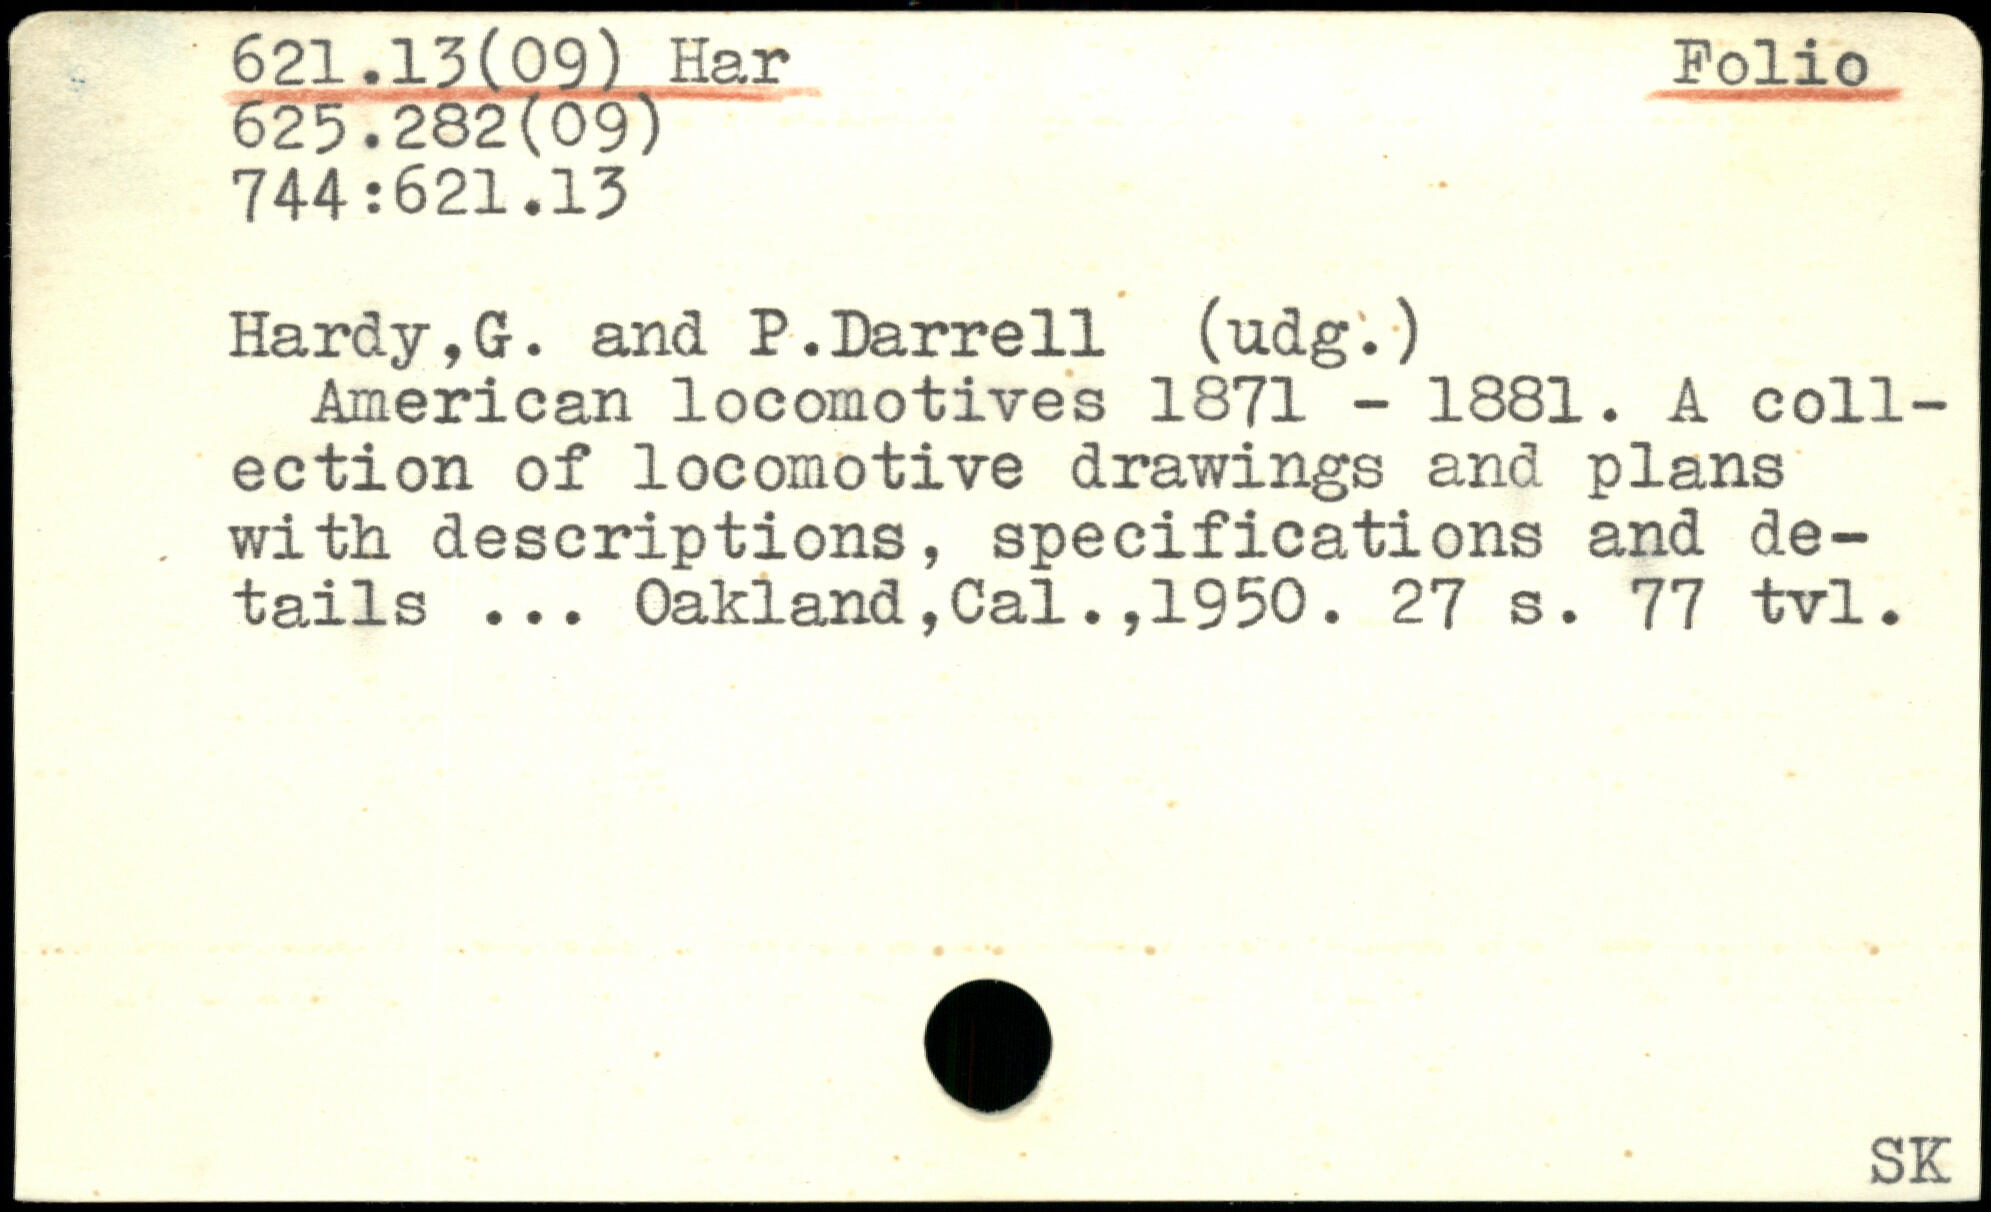 621.13(09) Har Folio
625.282(09)
744:621.13
Hardy,G. and P.Darrell (udg.)
American locomotives 1871 - 1881. A coll-
ection of locomotive drawings and plans
with descriptions, specifications and de-
tails ... Oakland,Cal.,1950. 27 s. 77 tvl.
SK